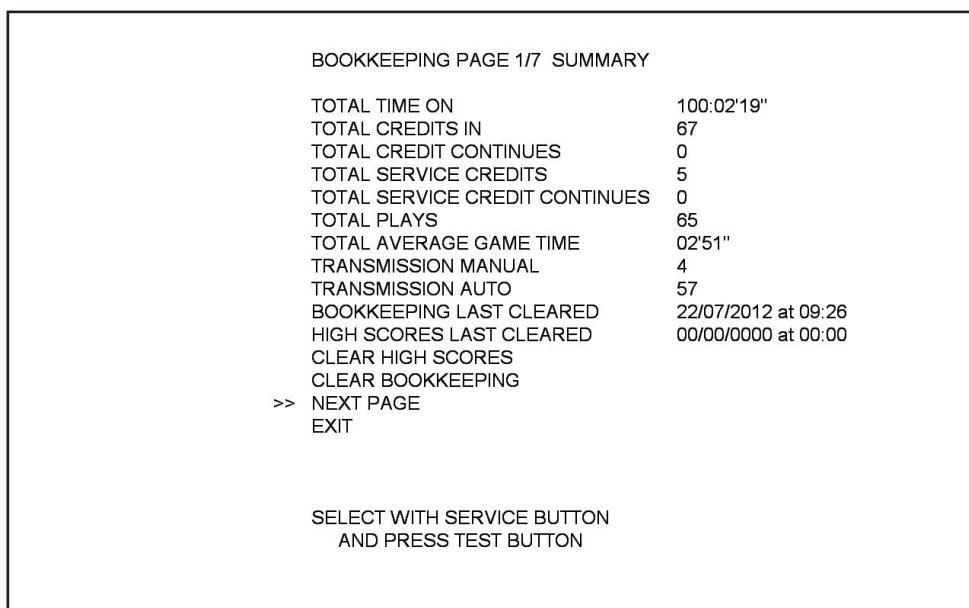 BOOKKEEPING PAGE 1/7 SUMMARY
TOTAL TIME ON 100:02'19"
TOTAL CREDITS IN 67
TOTAL CREDIT CONTINUES 0
TOTAL SERVICE CREDITS 5
TOTAL SERVICE CREDIT CONTINUES 0
TOTAL PLAYS 65
TOTAL AVERAGE GAME TIME 02'51"
TRANSMISSION MANUAL 4
TRANSMISSION AUTO 57
BOOKKEEPING LAST CLEARED 22/07/2012 at 09:26
HIGH SCORES LAST CLEARED 00/00/0000 at 00:00
CLEAR HIGH SCORES
CLEAR BOOKKEEPING
>> NEXT PAGE
EXIT
SELECT WITH SERVICE BUTTON
AND PRESS TEST BUTTON